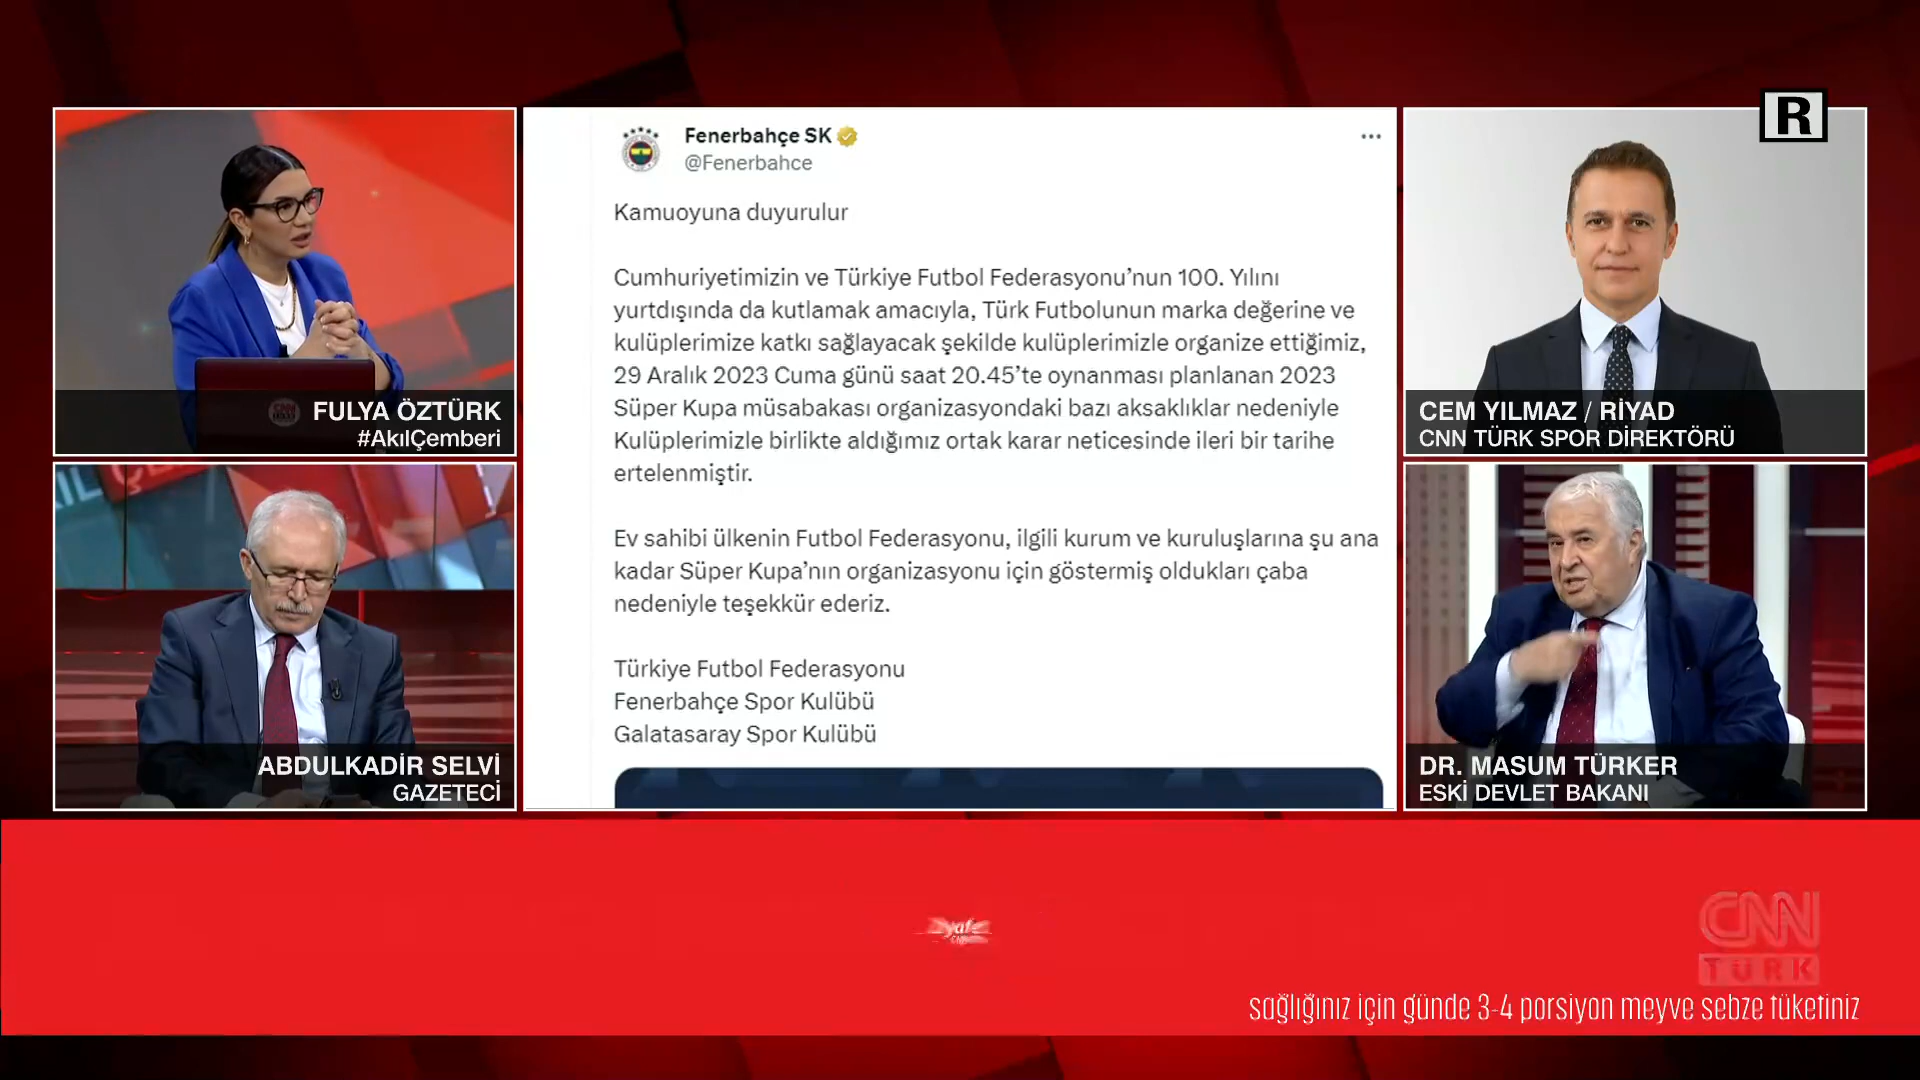 R
Fenerbahçe SK
@Fenerbahce
Kamuoyuna duyurulur
Cumhuriyetimizin ve Türkiye Futbol Federasyonu’nun 100. Yılını
yurtdışında da kutlamak amacıyla, Türk Futbolunun marka değerine ve
kulüplerimize katkı sağlayacak şekilde kulüplerimizle organize ettiğimiz,
29 Aralık 2023 Cuma günü saat 20.45’te oynanması planlanan 2023
Süper Kupa müsabakası organizasyondaki bazı aksaklıklar nedeniyle
Kulüplerimizle birlikte aldığımız ortak karar neticesinde ileri bir tarihe
ertelenmiştir.
Ev sahibi ülkenin Futbol Federasyonu, ilgili kurum ve kuruluşlarına şu ana
kadar Süper Kupa’nın organizasyonu için göstermiş oldukları çaba
nedeniyle teşekkür ederiz.
Türkiye Futbol Federasyonu
Fenerbahçe Spor Kulübü
Galatasaray Spor Kulübü
FULYA ÖZTÜRK
#AkılÇemberi
CEM YILMAZ / RİYAD
CNN TÜRK SPOR DİREKTÖRÜ
ABDULKADİR SELVİ
GAZETECİ
DR. MASUM TÜRKER
ESKİ DEVLET BAKANI
CNN
TÜRK
sağlığınız için günde 3-4 porsiyon meyve sebze tüketiniz